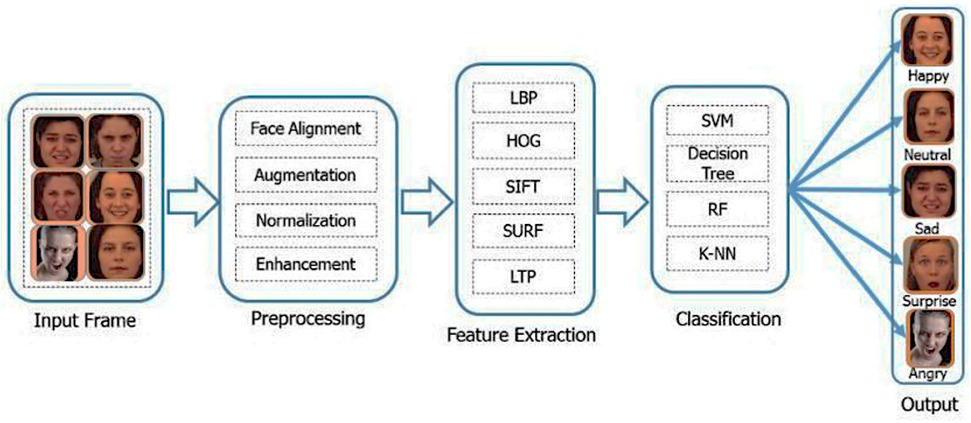 Input Frame
Face Alignment
Augmentation
Normalization
Enhancement
Preprocessing
LBP
HOG
SIFT
SURF
LTP
Feature Extraction
SVM
Decision
Tree
RF
K-NN
Classification
Happy
Neutral
Sad
Surprise
Angry
Output